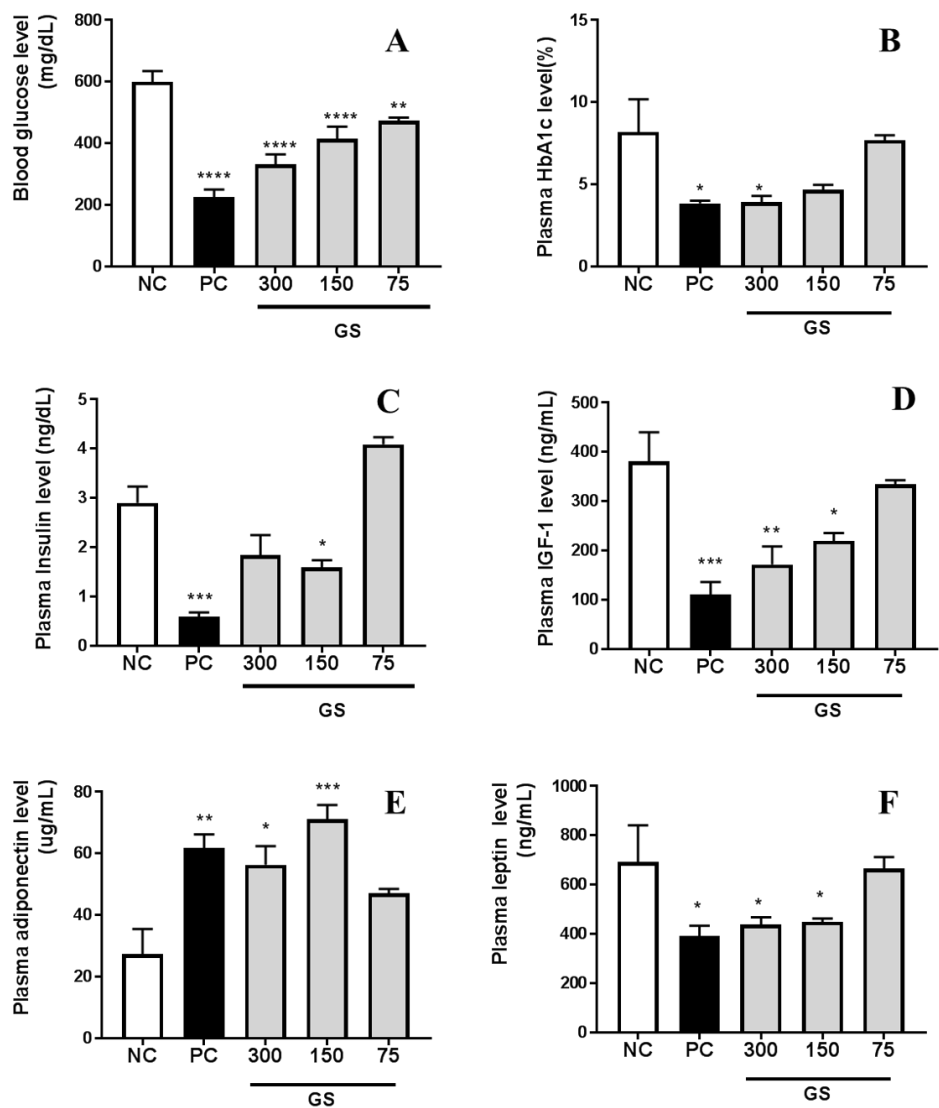 A
Blood glucose level
(mg/dL)
800
600
400
200
0
****
****
****
**
NC PC 300 150 75
GS
B
Plasma HbA1c level(%)
15
10
5
0
*
*
NC PC 300 150 75
GS
C
Plasma Insulin level (ng/dL)
5
4
3
2
1
0
***
*
NC PC 300 150 75
GS
D
Plasma IGF-1 level (ng/mL)
500
400
300
200
100
0
***
**
*
NC PC 300 150 75
GS
E
Plasma adiponectin level
(ug/mL)
80
60
40
20
0
**
*
***
NC PC 300 150 75
GS
F
Plasma leptin level
(ng/mL)
1000
800
600
400
200
0
*
*
*
NC PC 300 150 75
GS